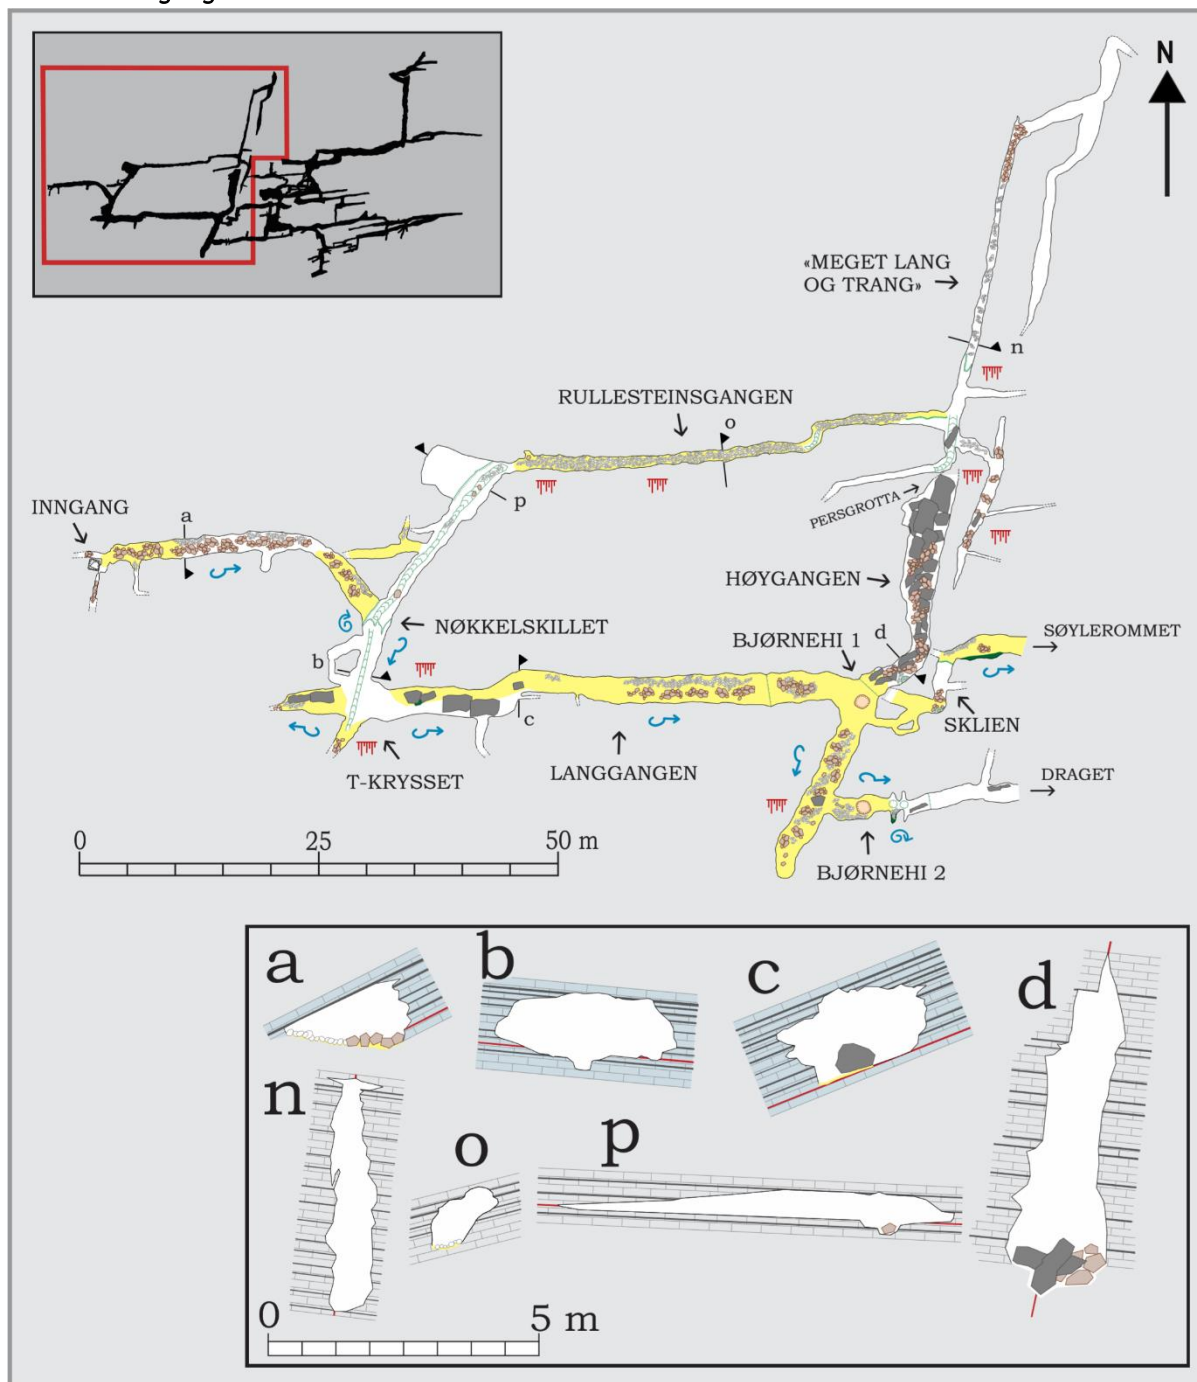 N
«MEGET LANG
OG TRANG»
n
RULLESTEINSGANGEN
o
p
PERSGROTTA
INNGANG
a
HØYGANGEN
NØKKELSKILLET
BJØRNEHI 1
d
SØYLEROMMET
b
c
SKLIEN
T-KRYSSET
LANGGANGEN
DRAGET
0 25 50 m
BJØRNEHI 2
a
b
c
d
n
o
p
0 5 m